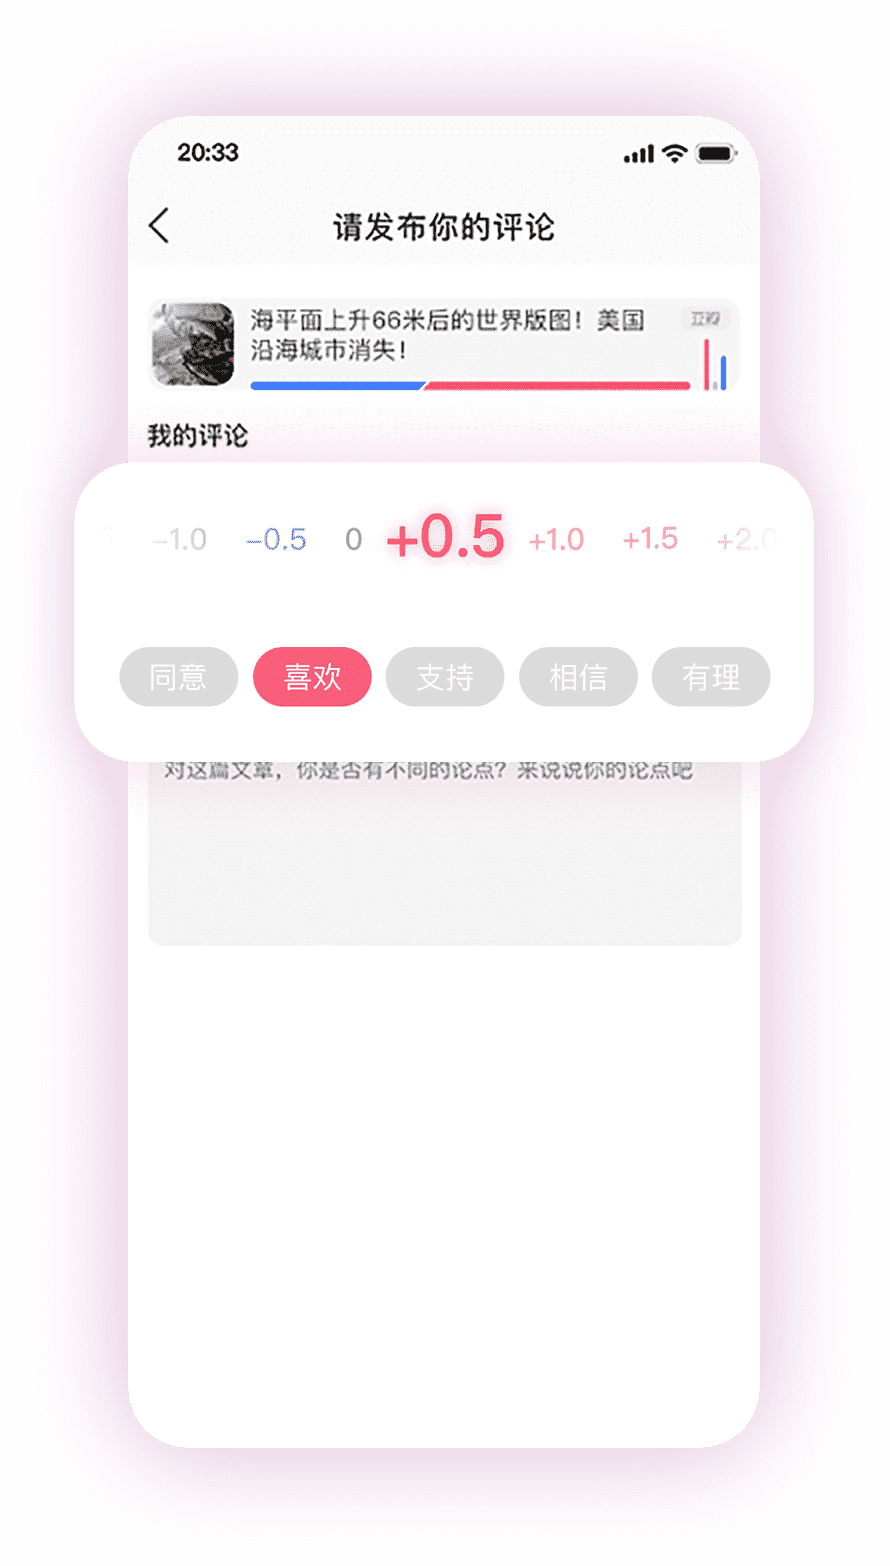 20:33
请发布你的评论
海平面上升66米后的世界版图！美国
沿海城市消失！
我的评论
-1.0 -0.5 0 +0.5 +1.0 +1.5 +2.0
同意 喜欢 支持 相信 有理
对这篇文章，你是否有不同的论点？来说说你的论点吧